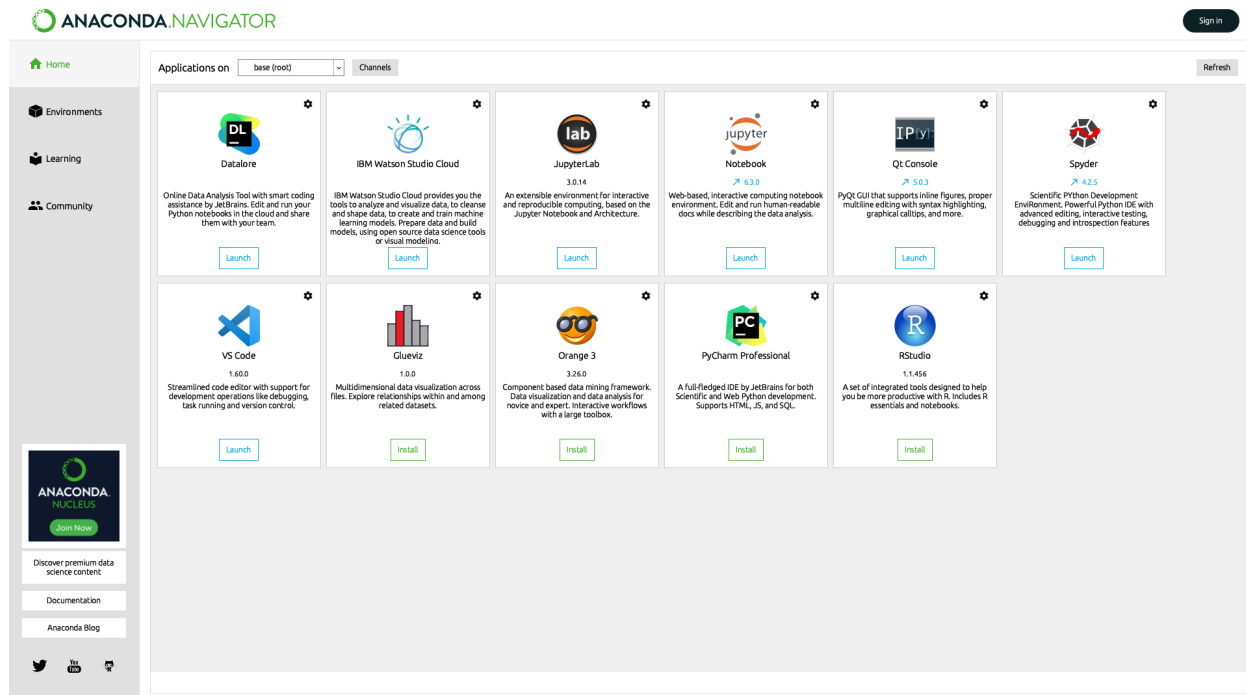 ANACONDA.NAVIGATOR
Sign in
Home
Environments
Learning
Community
Applications on
base (root)
Channels
Refresh
DL
Datalore
Online Data Analysis Tool with smart coding
assistance by JetBrains. Edit and run your
Python notebooks in the cloud and share
them with your team.
Launch
IBM Watson Studio Cloud
IBM Watson Studio Cloud provides you the
tools to analyze and visualize data, to cleanse
and shape data, to create and train machine
learning models. Prepare data and build
models, using open source data science tools
or visual modeling.
Launch
lab
JupyterLab
3.0.14
An extensible environment for interactive
and reproducible computing, based on the
Jupyter Notebook and Architecture.
Launch
jupyter
Notebook
6.3.0
Web-based, interactive computing notebook
environment. Edit and run human-readable
docs while describing the data analysis.
Launch
IP[y]:
Qt Console
5.0.3
PyQt GUI that supports inline figures, proper
multiline editing with syntax highlighting,
graphical calltips, and more.
Launch
Spyder
4.2.5
Scientific PYthon Development
EnviRonment. Powerful Python IDE with
advanced editing, interactive testing,
debugging and introspection features
Launch
VS Code
1.60.0
Streamlined code editor with support for
development operations like debugging,
task running and version control.
Launch
Glueviz
1.0.0
Multidimensional data visualization across
files. Explore relationships within and among
related datasets.
Install
Orange 3
3.26.0
Component based data mining framework.
Data visualization and data analysis for
novice and expert. Interactive workflows
with a large toolbox.
Install
PC
PyCharm Professional
A full-fledged IDE by JetBrains for both
Scientific and Web Python development.
Supports HTML, JS, and SQL.
Install
R
RStudio
1.1.456
A set of integrated tools designed to help
you be more productive with R. Includes R
essentials and notebooks.
Install
ANACONDA.
NUCLEUS
Join Now
Discover premium data
science content
Documentation
Anaconda Blog
You
Tube